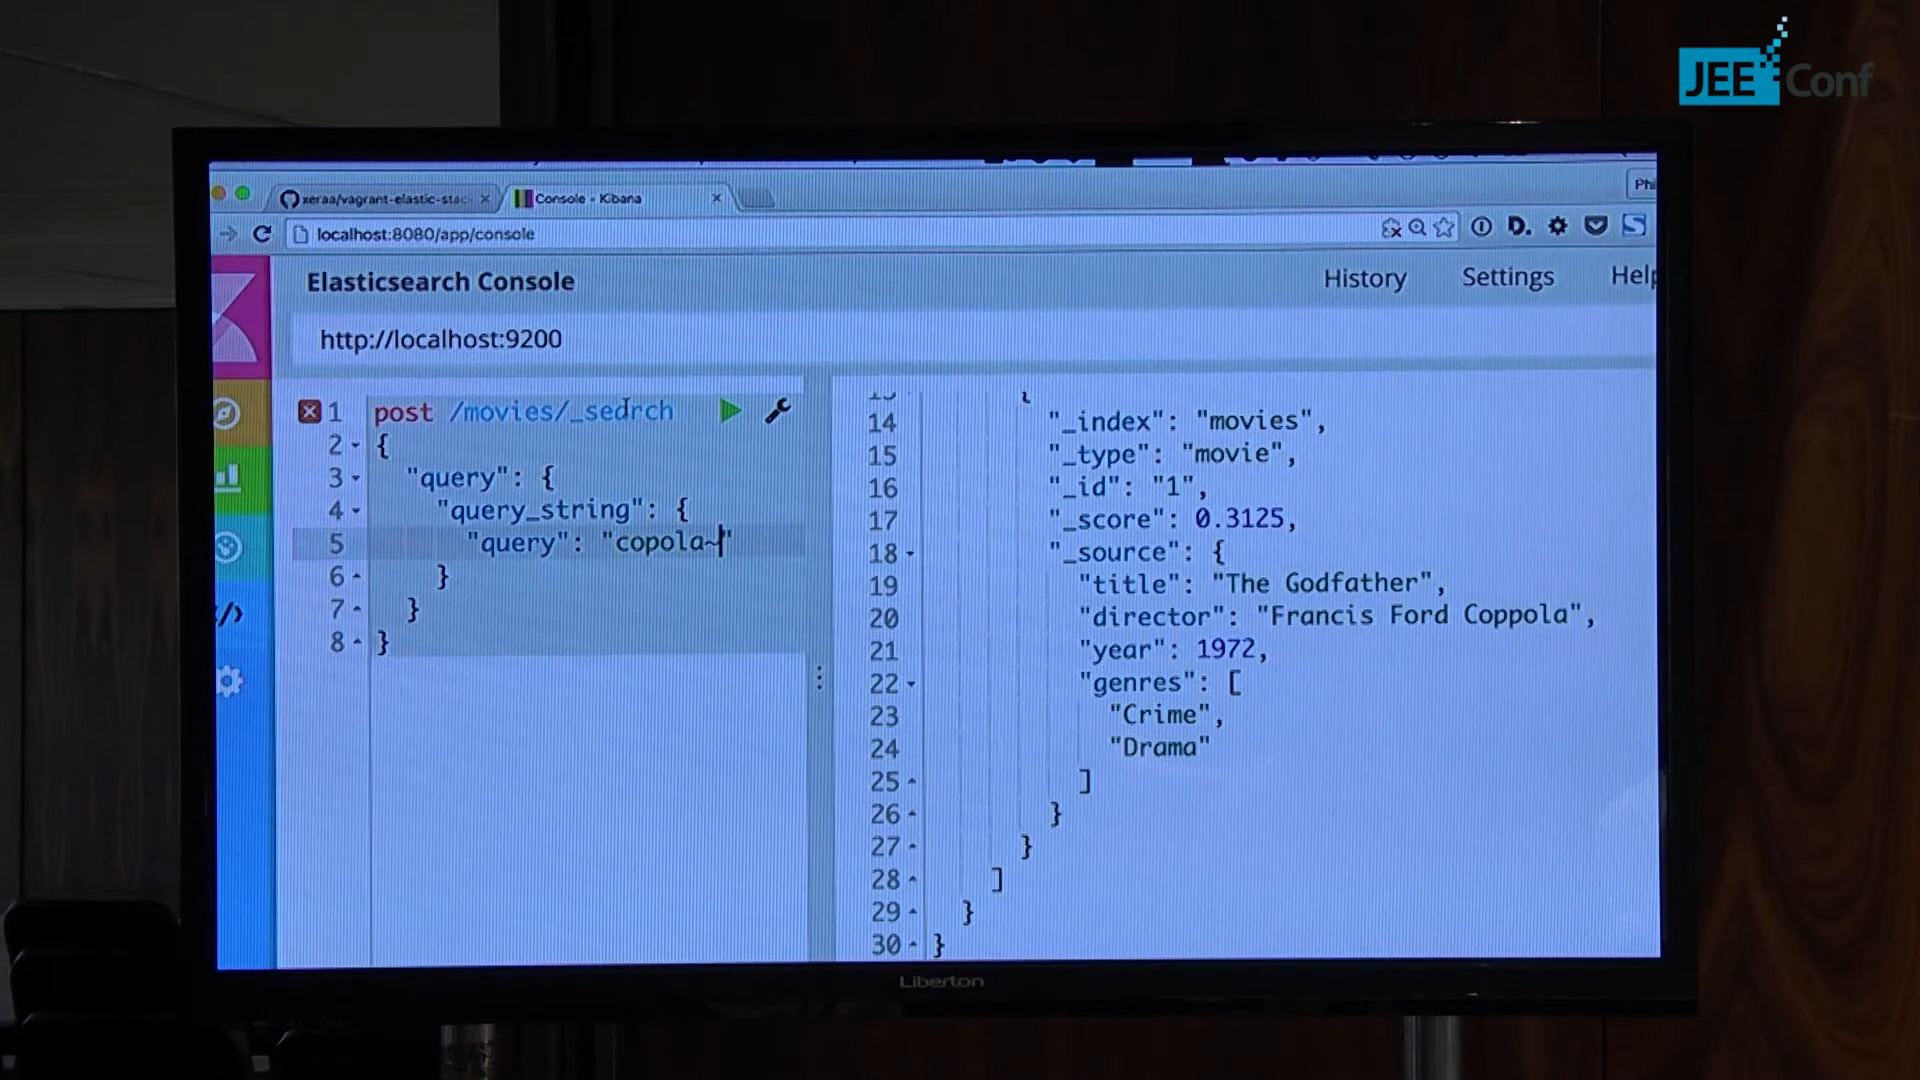 JEE Conf
Phi
xeraa/vagrant-elastic-stac
Console - Kibana
localhost:8080/app/console
Elasticsearch Console
History Settings Help
http://localhost:9200
1 post /movies/_search
2 {
3 "query": {
4 "query_string": {
5 "query": "copola~"
6 }
7 }
8 }
{
14 "_index": "movies",
15 "_type": "movie",
16 "_id": "1",
17 "_score": 0.3125,
18 "_source": {
19 "title": "The Godfather",
20 "director": "Francis Ford Coppola",
21 "year": 1972,
22 "genres": [
23 "Crime",
24 "Drama"
25 ]
26 }
27 }
28 ]
29 }
30 }
Liberton